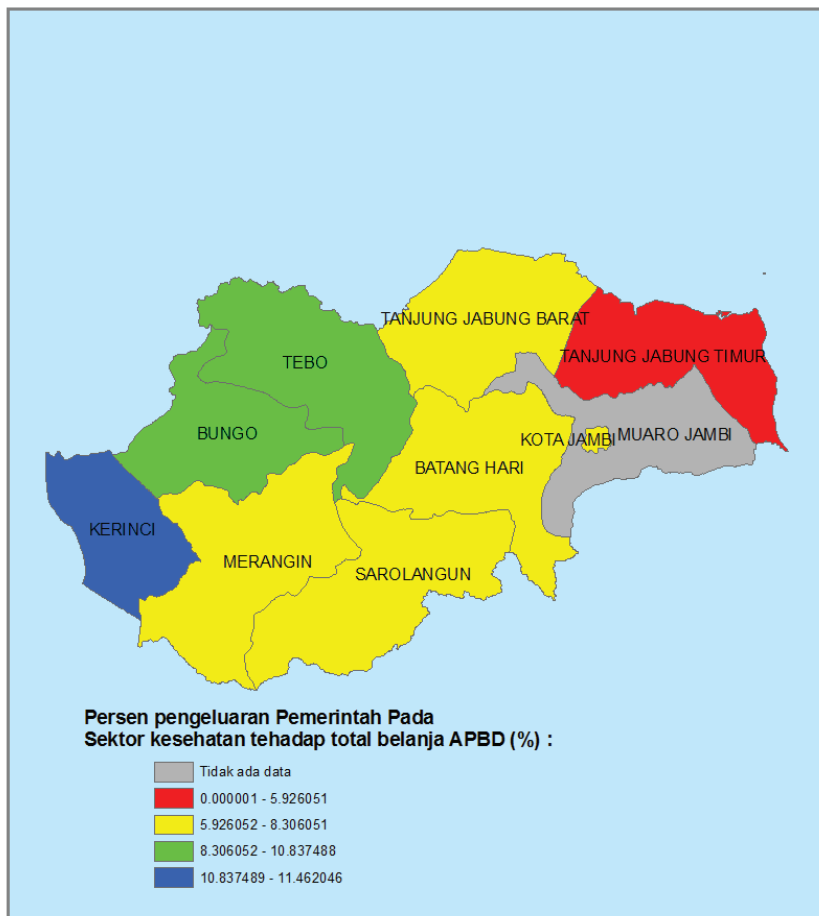 TANJUNG JABUNG BARAT
TANJUNG JABUNG TIMUR
TEBO
BUNGO
KOTA JAMBI
MUARO JAMBI
BATANG HARI
KERINCI
MERANGIN
SAROLANGUN
Persen pengeluaran Pemerintah Pada
Sektor kesehatan tehadap total belanja APBD (%) :
Tidak ada data
0.000001 - 5.926051
5.926052 - 8.306051
8.306052 - 10.837488
10.837489 - 11.462046